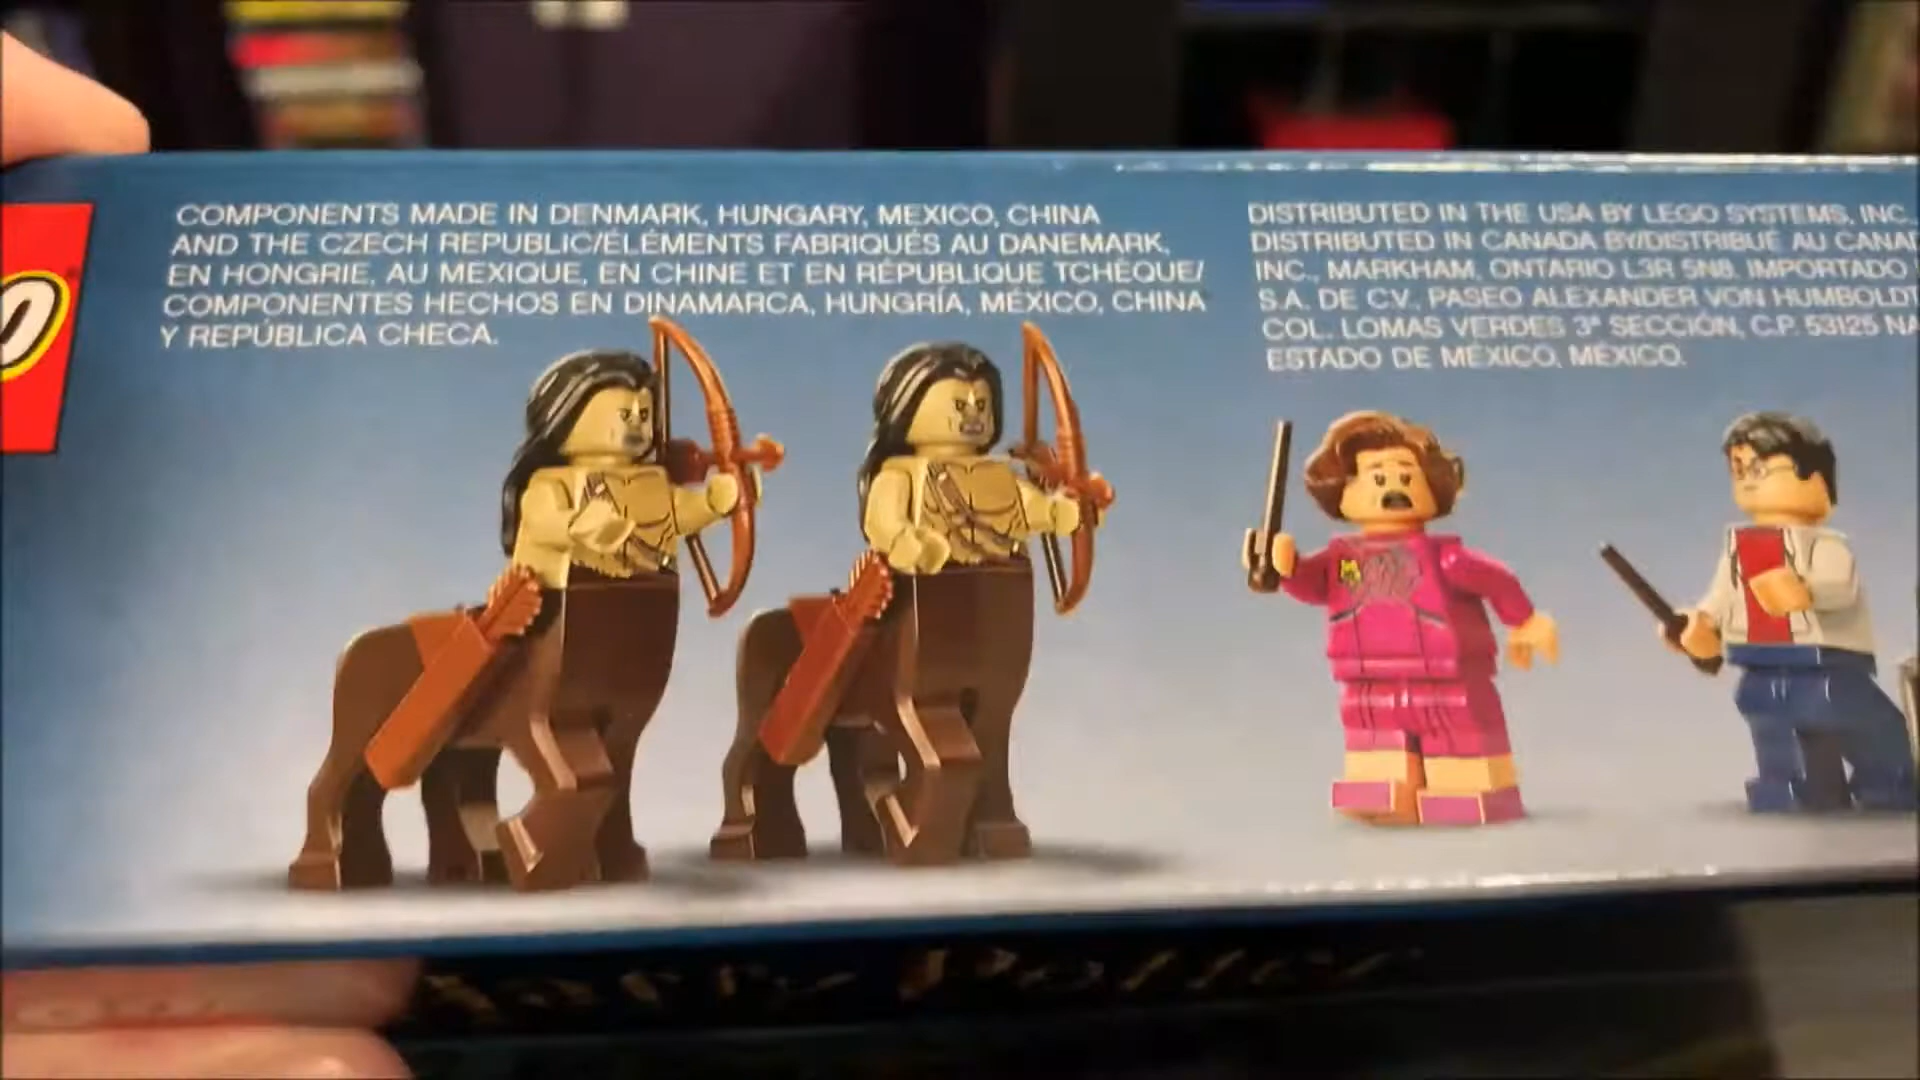 COMPONENTS MADE IN DENMARK, HUNGARY, MEXICO, CHINA
AND THE CZECH REPUBLIC/ÉLÉMENTS FABRIQUÉS AU DANEMARK,
EN HONGRIE, AU MEXIQUE, EN CHINE ET EN RÉPUBLIQUE TCHÈQUE/
COMPONENTES HECHOS EN DINAMARCA, HUNGRÍA, MÉXICO, CHINA
Y REPÚBLICA CHECA.
DISTRIBUTED IN THE USA BY LEGO SYSTEMS, INC.,
DISTRIBUTED IN CANADA BY/DISTRIBUÉ AU
INC., MARKHAM, ONTARIO L3R 5N8. IMPORTADO
S.A. DE C.V., PASEO ALEXANDER VON HUMBOLDT
COL. LOMAS VERDES 3ª SECCIÓN, C.P. 53125
ESTADO DE MÉXICO, MÉXICO.